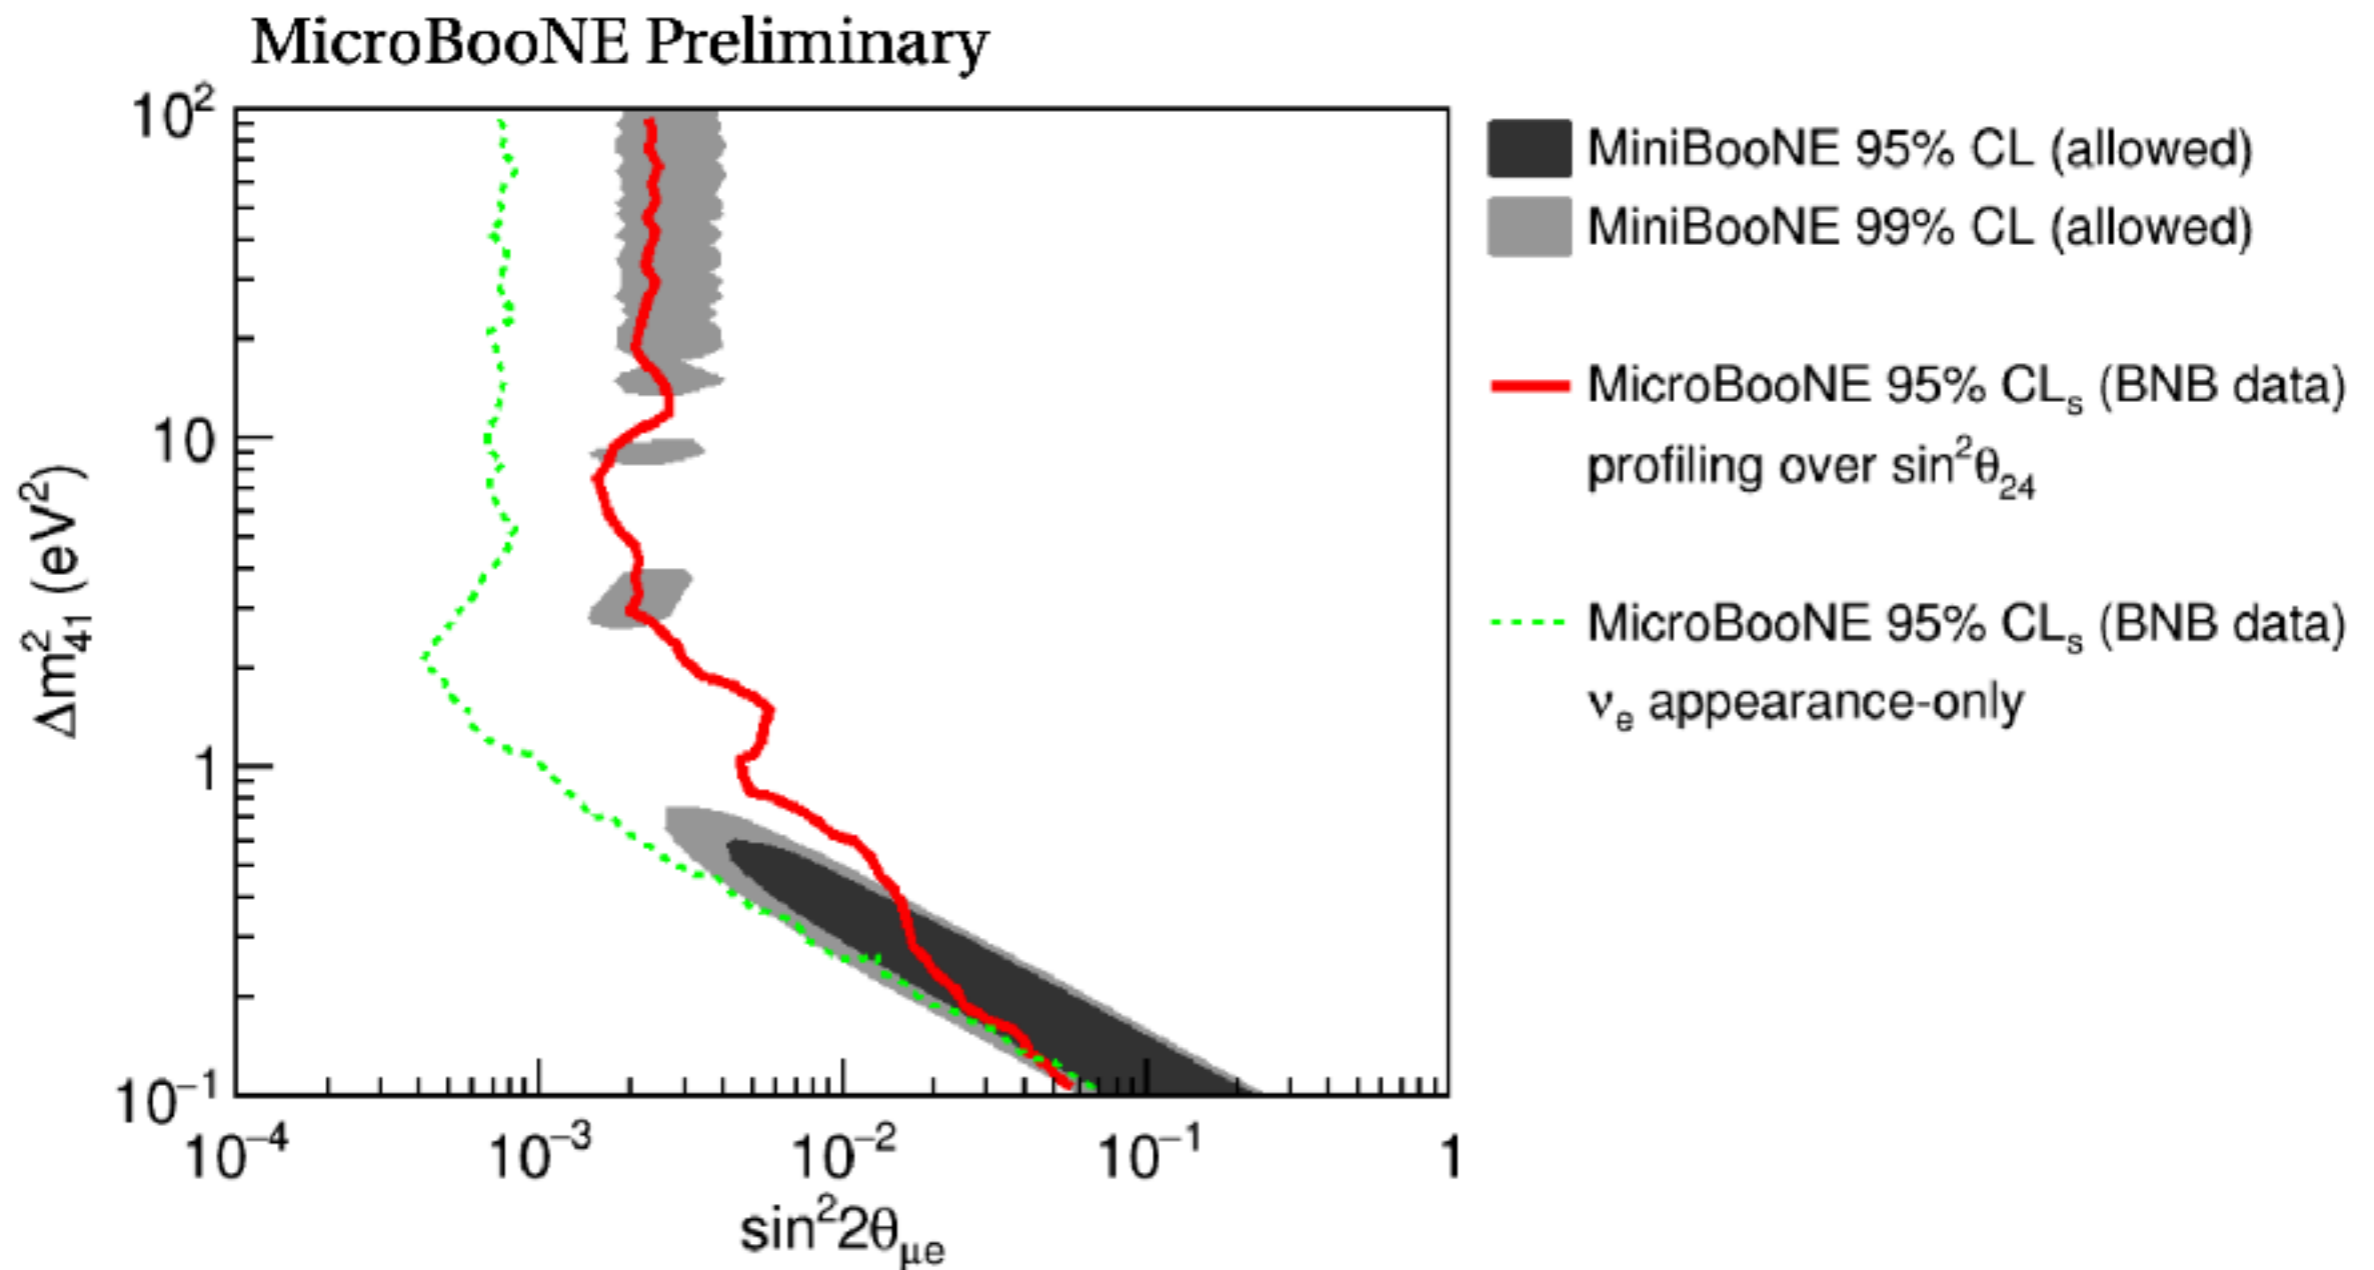 MicroBooNE Preliminary
10²
10
1
10⁻¹
Δm²₄₁ (eV²)
10⁻⁴ 10⁻³ 10⁻² 10⁻¹ 1
sin²2θ_μe
MiniBooNE 95% CL (allowed)
MiniBooNE 99% CL (allowed)
MicroBooNE 95% CLₛ (BNB data)
profiling over sin²θ₂₄
MicroBooNE 95% CLₛ (BNB data)
νₑ appearance-only